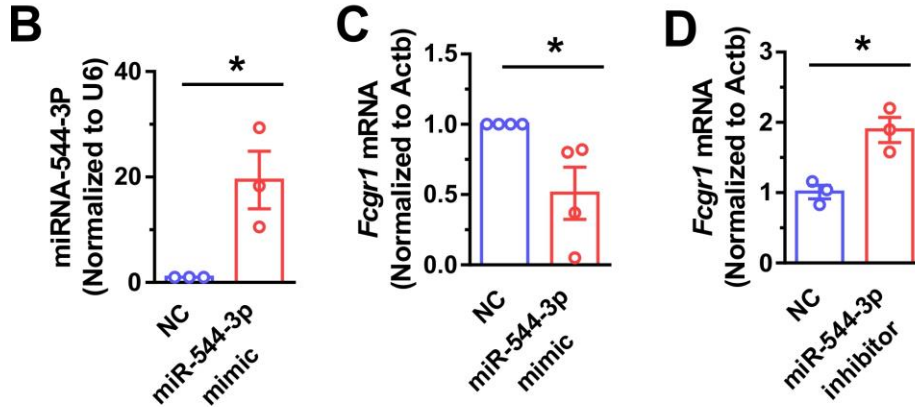 B
miRNA-544-3P
(Normalized to U6)
40
20
0
*
NC
miR-544-3p
mimic
C
Fcgr1 mRNA
(Normalized to Actb)
1.5
1.0
0.5
0.0
*
NC
miR-544-3p
mimic
D
Fcgr1 mRNA
(Normalized to Actb)
3
2
1
0
*
NC
miR-544-3p
inhibitor